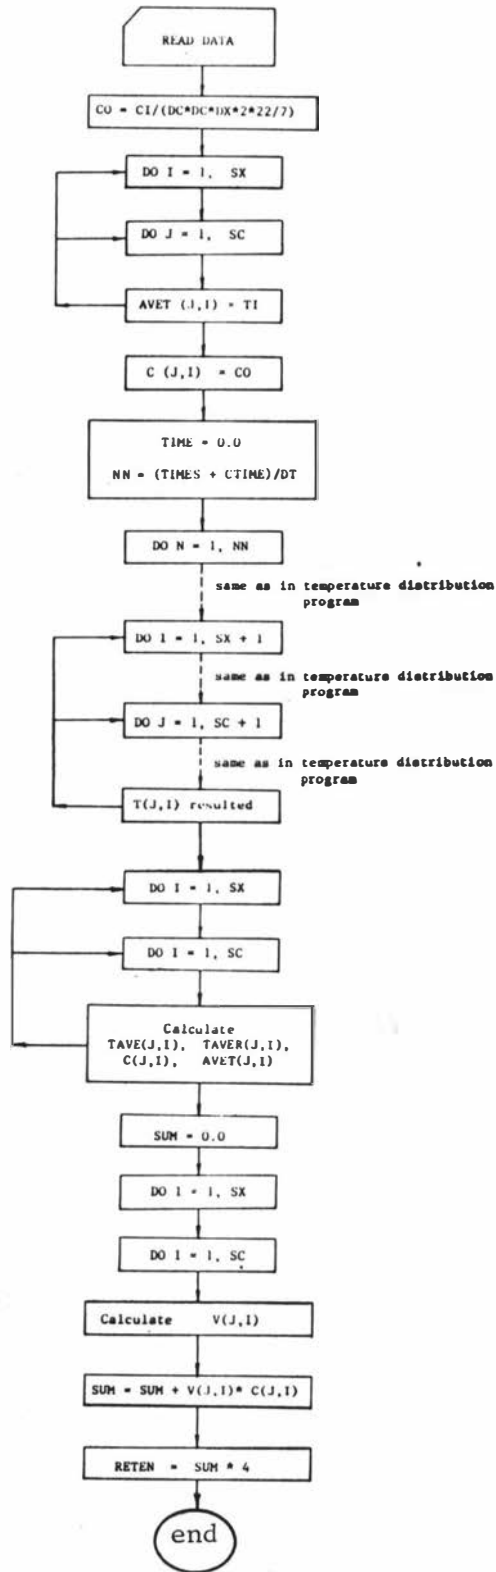 READ DATA
CO = CI/(DC*DC*DX*2*22/7)
DO I = 1, SX
DO J = 1, SC
AVET (J,I) = TI
C (J,I) = CO
TIME = 0.0
NN = (TIMES + CTIME)/DT
DO N = 1, NN
same as in temperature distribution
program
DO I = 1, SX + 1
same as in temperature distribution
program
DO J = 1, SC + 1
same as in temperature distribution
program
T(J,I) resulted
DO I = 1, SX
DO I = 1, SC
Calculate
TAVE(J,I), TAVER(J,I),
C(J,I), AVET(J,I)
SUM = 0.0
DO I = 1, SX
DO I = 1, SC
Calculate V(J,I)
SUM = SUM + V(J,I)* C(J,I)
RETEN = SUM * 4
end